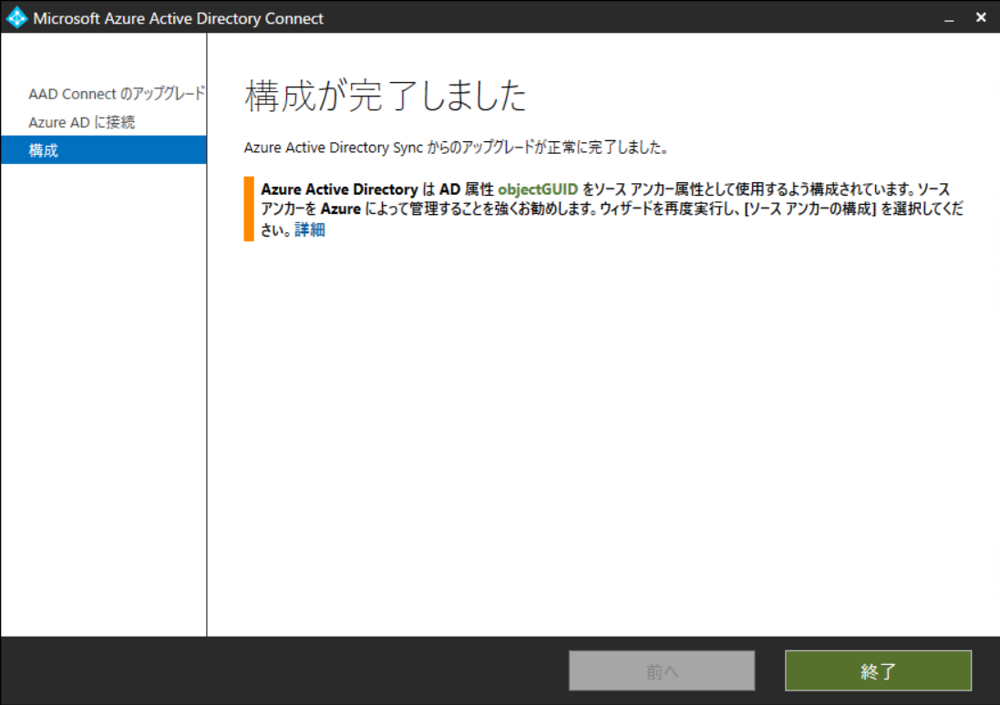 Microsoft Azure Active Directory Connect
AAD Connect のアップグレード
Azure AD に接続
構成
構成が完了しました
Azure Active Directory Sync からのアップグレードが正常に完了しました。
Azure Active Directory は AD 属性 objectGUID をソース アンカー属性として使用するよう構成されています。ソース
アンカーを Azure によって管理することを強くお勧めします。ウィザードを再度実行し、[ソース アンカーの構成] を選択してくだ
さい。詳細
前へ
終了